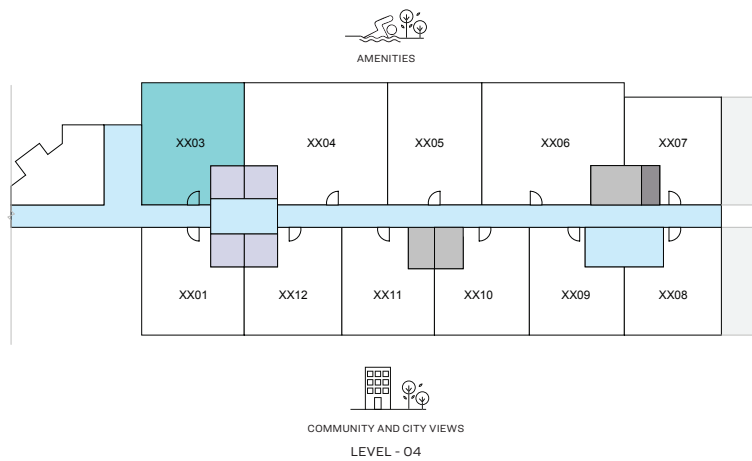 AMENITIES
XX03
XX04
XX05
XX06
XX07
XX01
XX12
XX11
XX10
XX09
XX08
COMMUNITY AND CITY VIEWS
LEVEL - 04